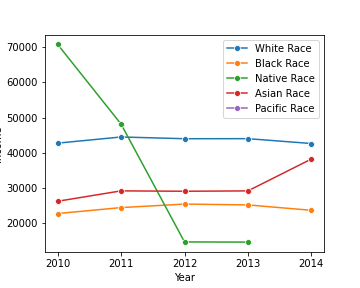 70000
60000
50000
40000
30000
20000
White Race
Black Race
Native Race
Asian Race
Pacific Race
2010 2011 2012 2013 2014
Year